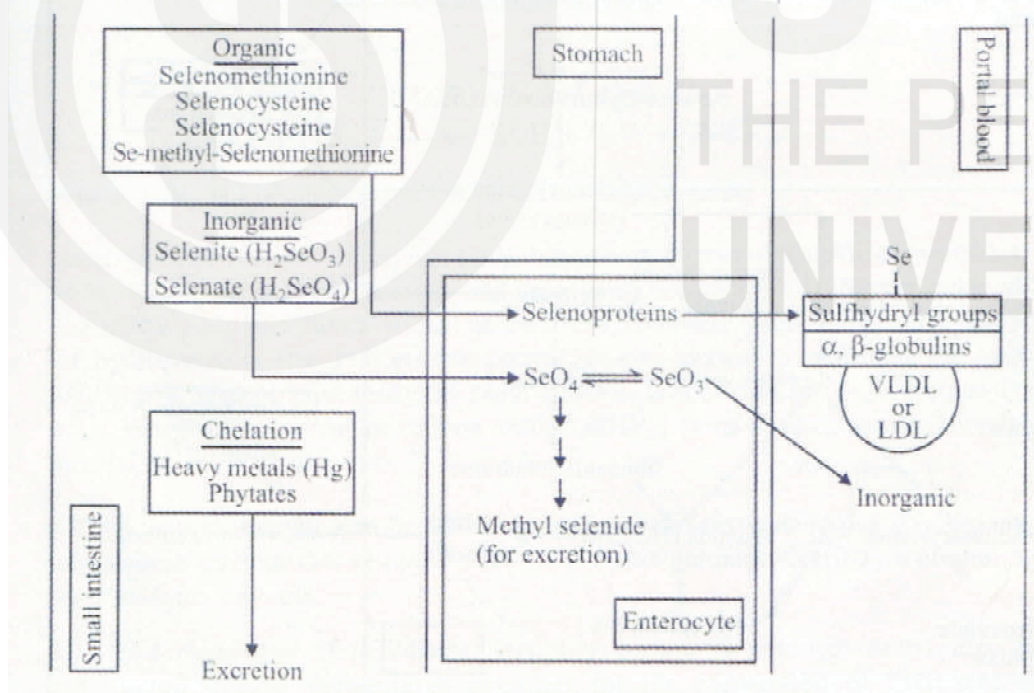 Organic
Selenomethionine
Selenocysteine
Selenocysteine
Se-methyl-Selenomethionine
Inorganic
Selenite (H₂SeO₃)
Selenate (H₂SeO₄)
Chelation
Heavy metals (Hg)
Phytates
Excretion
Small intestine
Stomach
Selenoproteins
SeO₄ ⇌ SeO₃
Methyl selenide
(for excretion)
Enterocyte
Portal blood
Se
Sulfhydryl groups
α, β-globulins
VLDL
or
LDL
Inorganic
THE PE
UNIVE